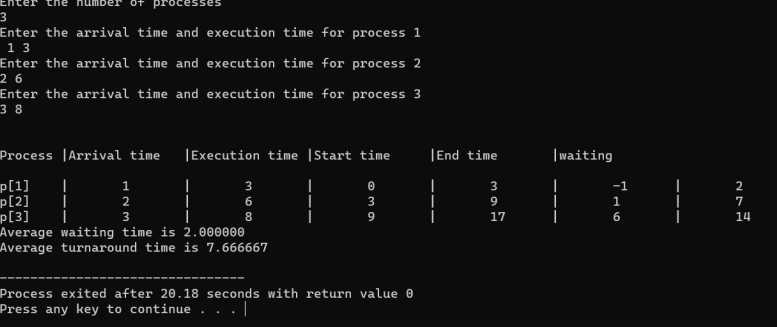 Enter the number of processes
3
Enter the arrival time and execution time for process 1
1 3
Enter the arrival time and execution time for process 2
2 6
Enter the arrival time and execution time for process 3
3 8
Process |Arrival time |Execution time |Start time |End time |waiting
p[1] | 1 | 3 | 0 | 3 | -1 | 2
p[2] | 2 | 6 | 3 | 9 | 1 | 7
p[3] | 3 | 8 | 9 | 17 | 6 | 14
Average waiting time is 2.000000
Average turnaround time is 7.666667
--------------------------------
Process exited after 20.18 seconds with return value 0
Press any key to continue . . .